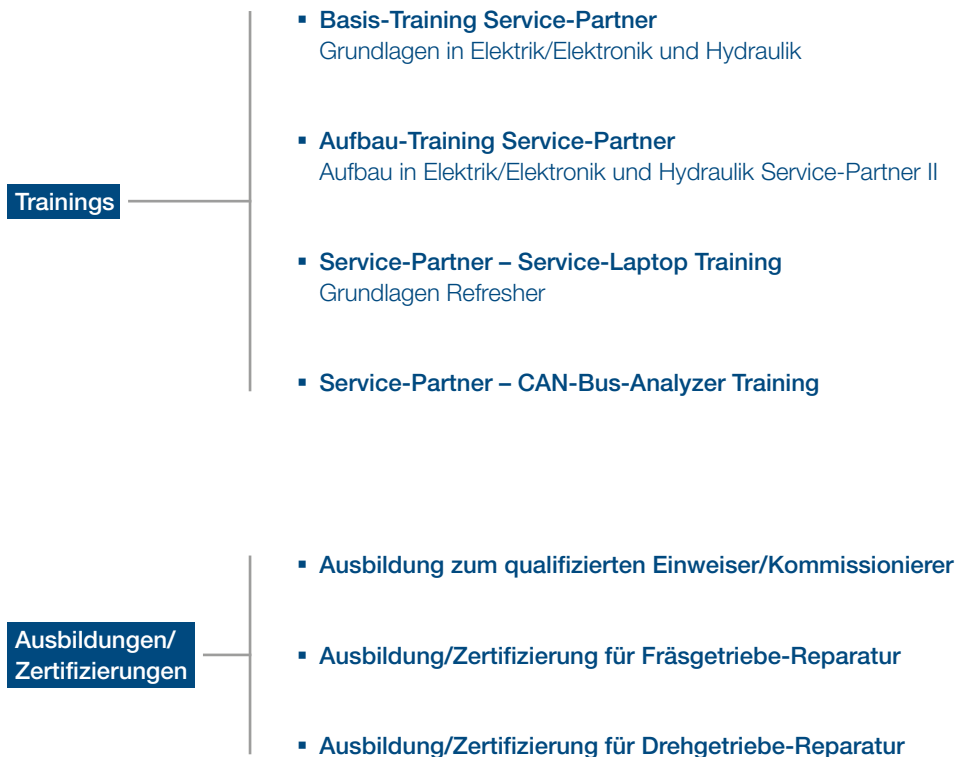 Trainings
▪ Basis-Training Service-Partner
Grundlagen in Elektrik/Elektronik und Hydraulik
▪ Aufbau-Training Service-Partner
Aufbau in Elektrik/Elektronik und Hydraulik Service-Partner II
▪ Service-Partner – Service-Laptop Training
Grundlagen Refresher
▪ Service-Partner – CAN-Bus-Analyzer Training
Ausbildungen/
Zertifizierungen
▪ Ausbildung zum qualifizierten Einweiser/Kommissionierer
▪ Ausbildung/Zertifizierung für Fräsgetriebe-Reparatur
▪ Ausbildung/Zertifizierung für Drehgetriebe-Reparatur